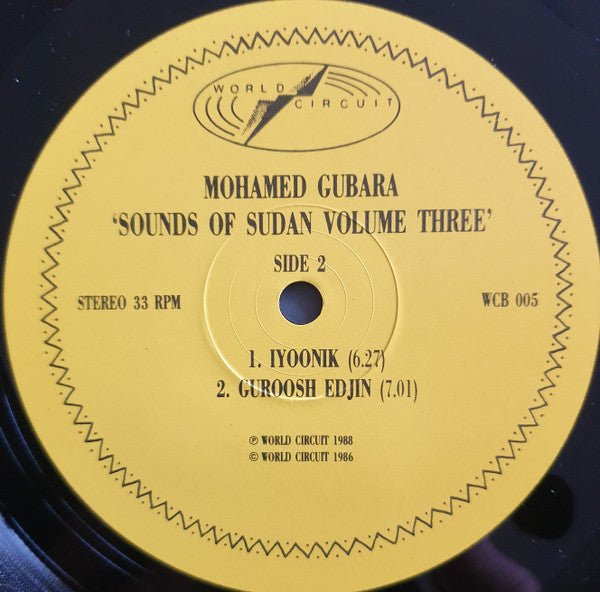 WORLD
CIRCUIT
MOHAMED GUBARA
'SOUNDS OF SUDAN VOLUME THREE'
SIDE 2
STEREO 33 RPM
WCB 005
1. IYOONIK (6.27)
2. GUROOSH EDJIN (7.01)
℗ WORLD CIRCUIT 1988
© WORLD CIRCUIT 1986